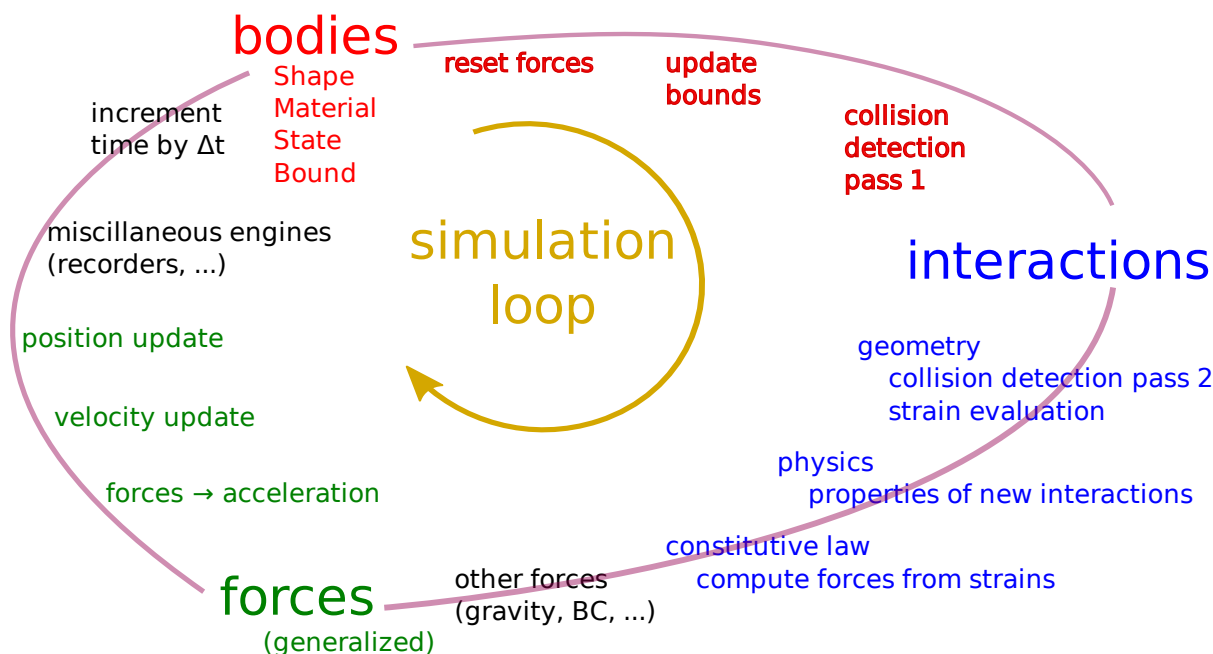 bodies
Shape
Material
State
Bound
reset forces
update
bounds
collision
detection
pass 1
interactions
geometry
collision detection pass 2
strain evaluation
physics
properties of new interactions
constitutive law
compute forces from strains
other forces
(gravity, BC, ...)
forces
(generalized)
forces → acceleration
velocity update
position update
miscillaneous engines
(recorders, ...)
increment
time by Δt
simulation
loop